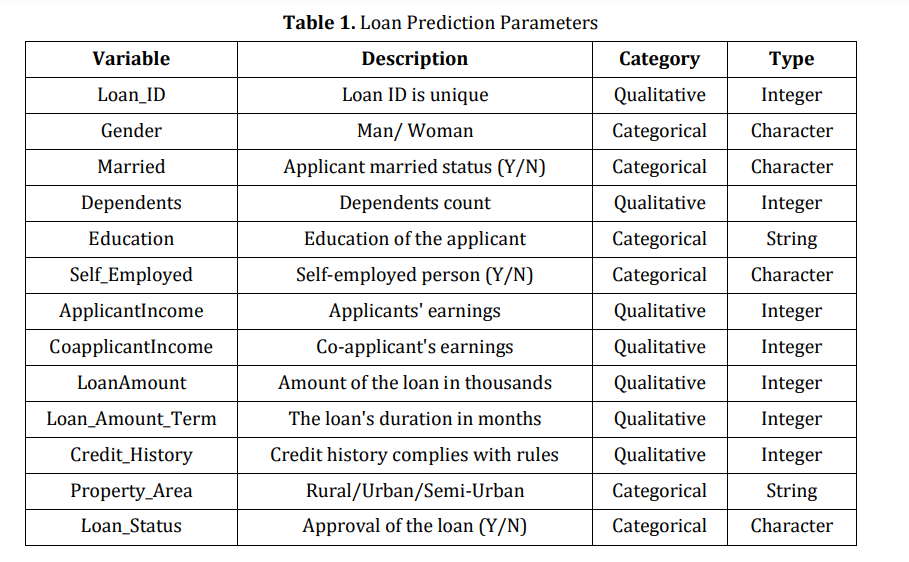 Table 1. Loan Prediction Parameters
Variable Description Category Type
Loan_ID Loan ID is unique Qualitative Integer
Gender Man/ Woman Categorical Character
Married Applicant married status (Y/N) Categorical Character
Dependents Dependents count Qualitative Integer
Education Education of the applicant Categorical String
Self_Employed Self-employed person (Y/N) Categorical Character
ApplicantIncome Applicants' earnings Qualitative Integer
CoapplicantIncome Co-applicant's earnings Qualitative Integer
LoanAmount Amount of the loan in thousands Qualitative Integer
Loan_Amount_Term The loan's duration in months Qualitative Integer
Credit_History Credit history complies with rules Qualitative Integer
Property_Area Rural/Urban/Semi-Urban Categorical String
Loan_Status Approval of the loan (Y/N) Categorical Character